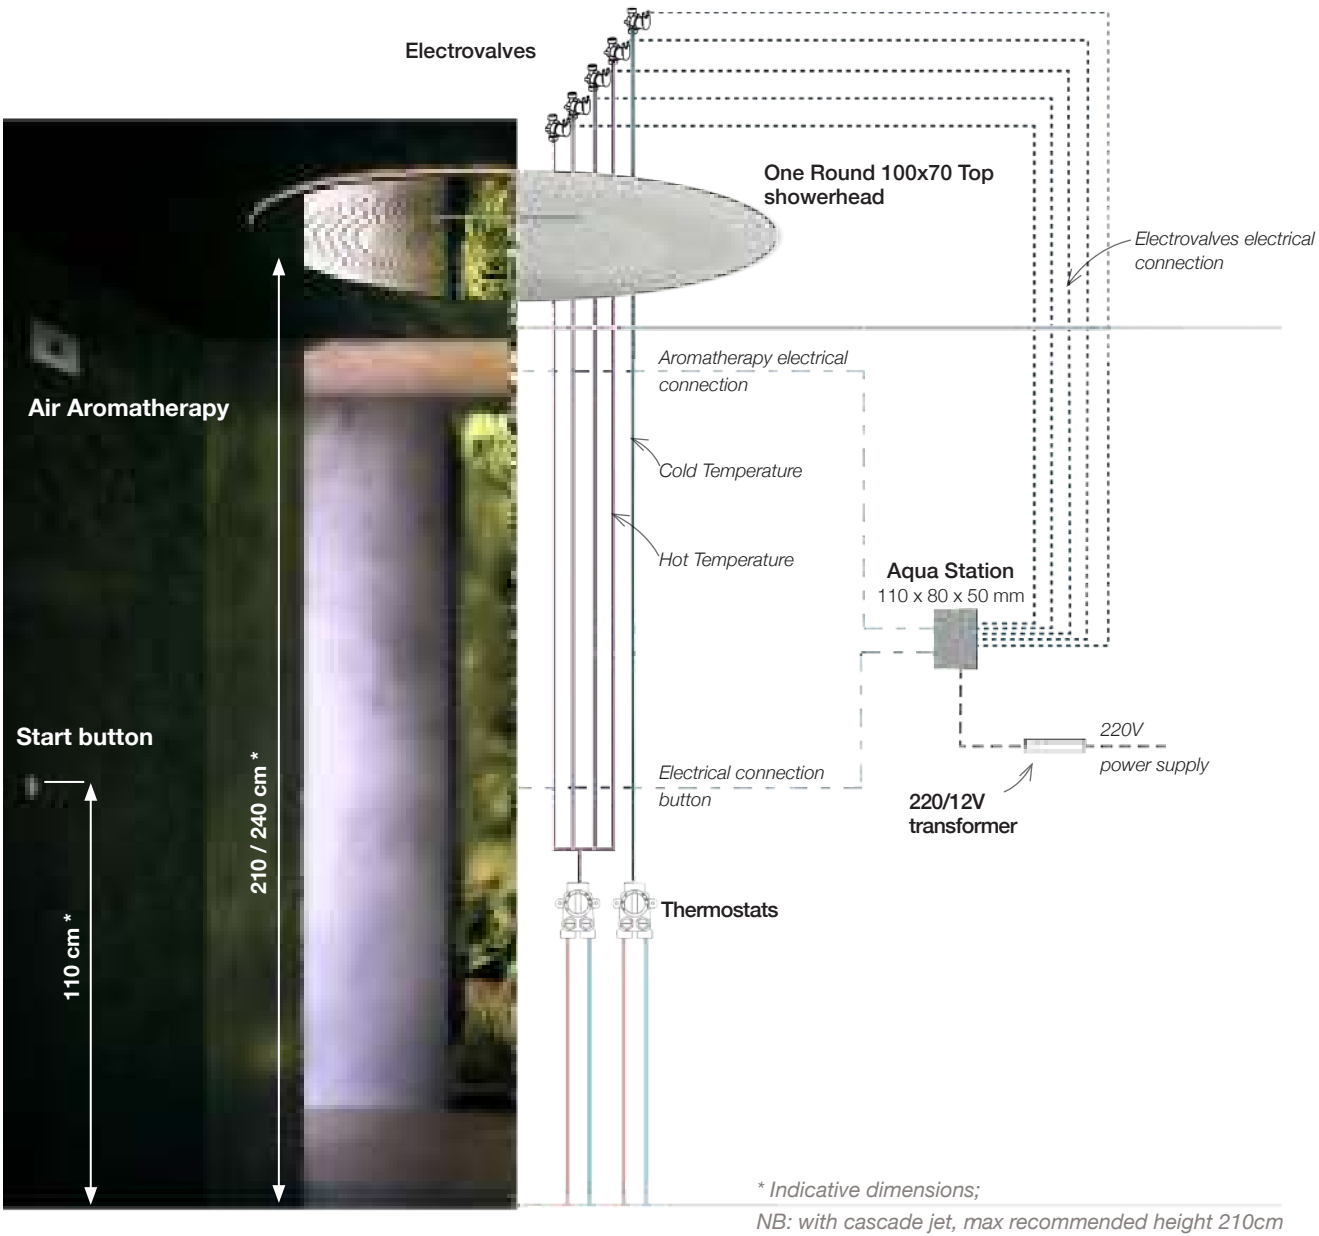 Electrovalves
One Round 100x70 Top
showerhead
Electrovalves electrical
connection
Aromatherapy electrical
connection
Air Aromatherapy
Cold Temperature
Hot Temperature
Aqua Station
110 x 80 x 50 mm
Start button
220V
power supply
Electrical connection
button
220/12V
transformer
210 / 240 cm *
110 cm *
Thermostats
* Indicative dimensions;
NB: with cascade jet, max recommended height 210cm